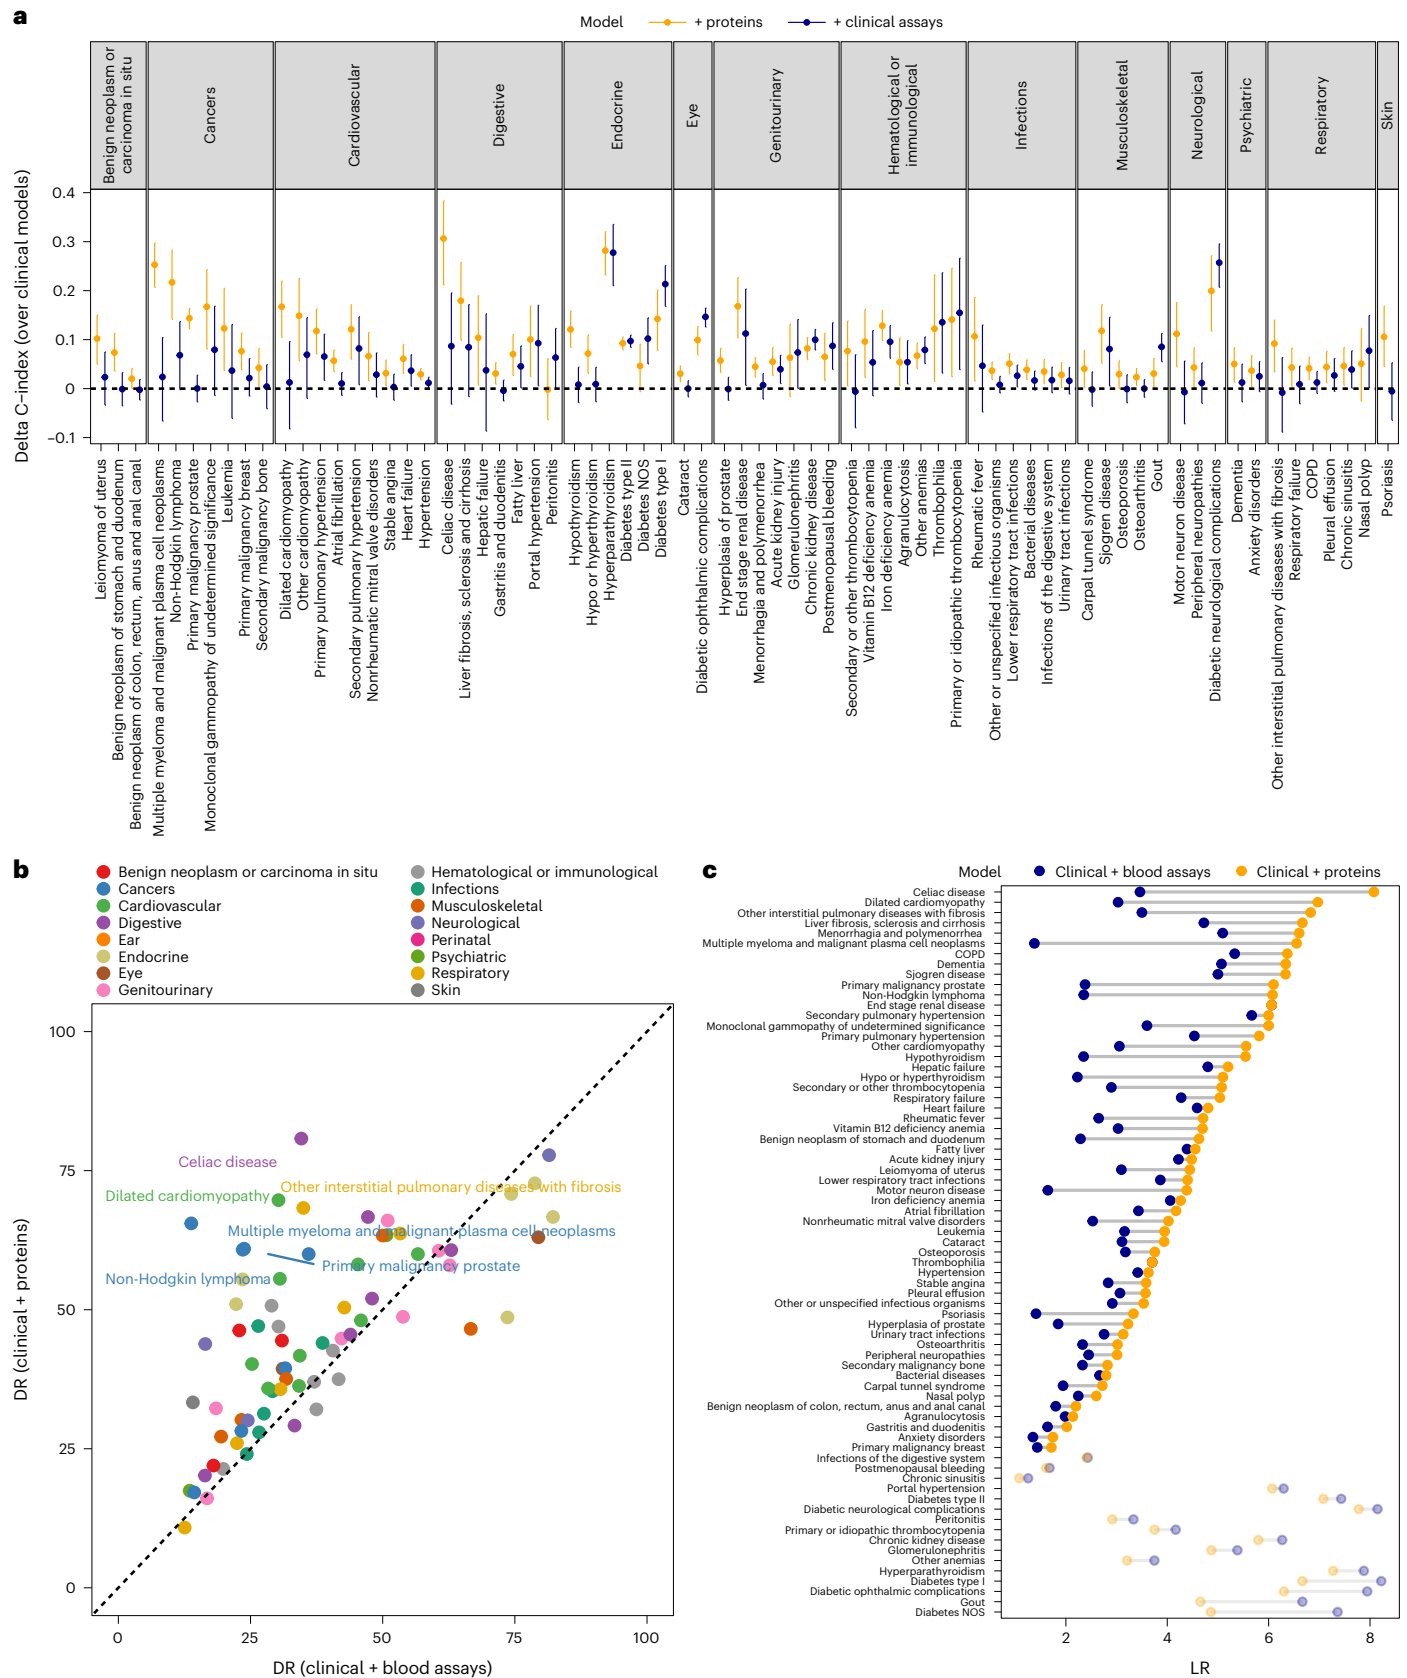 a
Model + proteins + clinical assays
Benign neoplasm or
carcinoma in situ
Cancers
Cardiovascular
Digestive
Endocrine
Eye
Genitourinary
Hematological or
immunological
Infections
Musculoskeletal
Neurological
Psychiatric
Respiratory
Skin
Delta C-index (over clinical models)
0.4
0.3
0.2
0.1
0
−0.1
Leiomyoma of uterus
Benign neoplasm of stomach and duodenum
Benign neoplasm of colon, rectum, anus and anal canal
Multiple myeloma and malignant plasma cell neoplasms
Non-Hodgkin lymphoma
Primary malignancy prostate
Monoclonal gammopathy of undetermined significance
Leukemia
Primary malignancy breast
Secondary malignancy bone
Dilated cardiomyopathy
Other cardiomyopathy
Primary pulmonary hypertension
Atrial fibrillation
Secondary pulmonary hypertension
Nonrheumatic mitral valve disorders
Stable angina
Heart failure
Hypertension
Celiac disease
Liver fibrosis, sclerosis and cirrhosis
Hepatic failure
Gastritis and duodenitis
Fatty liver
Portal hypertension
Peritonitis
Hypothyroidism
Hypo or hyperthyroidism
Hyperparathyroidism
Diabetes type II
Diabetes NOS
Diabetes type I
Cataract
Diabetic ophthalmic complications
Hyperplasia of prostate
End stage renal disease
Menorrhagia and polymenorrhea
Acute kidney injury
Glomerulonephritis
Chronic kidney disease
Postmenopausal bleeding
Secondary or other thrombocytopenia
Vitamin B12 deficiency anemia
Iron deficiency anemia
Agranulocytosis
Other anemias
Thrombophilia
Primary or idiopathic thrombocytopenia
Rheumatic fever
Other or unspecified infectious organisms
Lower respiratory tract infections
Bacterial diseases
Infections of the digestive system
Urinary tract infections
Carpal tunnel syndrome
Sjogren disease
Osteoporosis
Osteoarthritis
Gout
Motor neuron disease
Peripheral neuropathies
Diabetic neurological complications
Dementia
Anxiety disorders
Other interstitial pulmonary diseases with fibrosis
Respiratory failure
COPD
Pleural effusion
Chronic sinusitis
Nasal polyp
Psoriasis
b
Benign neoplasm or carcinoma in situ
Cancers
Cardiovascular
Digestive
Ear
Endocrine
Eye
Genitourinary
Hematological or immunological
Infections
Musculoskeletal
Neurological
Perinatal
Psychiatric
Respiratory
Skin
DR (clinical + proteins)
100
75
50
25
0
Celiac disease
Dilated cardiomyopathy
Other interstitial pulmonary diseases with fibrosis
Multiple myeloma and malignant plasma cell neoplasms
Primary malignancy prostate
Non-Hodgkin lymphoma
0 25 50 75 100
DR (clinical + blood assays)
c
Model Clinical + blood assays Clinical + proteins
Celiac disease
Dilated cardiomyopathy
Other interstitial pulmonary diseases with fibrosis
Liver fibrosis, sclerosis and cirrhosis
Menorrhagia and polymenorrhea
Multiple myeloma and malignant plasma cell neoplasms
COPD
Dementia
Sjogren disease
Primary malignancy prostate
Non-Hodgkin lymphoma
End stage renal disease
Secondary pulmonary hypertension
Monoclonal gammopathy of undetermined significance
Primary pulmonary hypertension
Other cardiomyopathy
Hypothyroidism
Hepatic failure
Hypo or hyperthyroidism
Secondary or other thrombocytopenia
Respiratory failure
Heart failure
Rheumatic fever
Vitamin B12 deficiency anemia
Benign neoplasm of stomach and duodenum
Fatty liver
Acute kidney injury
Leiomyoma of uterus
Lower respiratory tract infections
Motor neuron disease
Iron deficiency anemia
Atrial fibrillation
Nonrheumatic mitral valve disorders
Leukemia
Cataract
Osteoporosis
Thrombophilia
Hypertension
Stable angina
Pleural effusion
Other or unspecified infectious organisms
Psoriasis
Hyperplasia of prostate
Urinary tract infections
Osteoarthritis
Peripheral neuropathies
Secondary malignancy bone
Bacterial diseases
Carpal tunnel syndrome
Nasal polyp
Benign neoplasm of colon, rectum, anus and anal canal
Agranulocytosis
Gastritis and duodenitis
Anxiety disorders
Primary malignancy breast
Infections of the digestive system
Postmenopausal bleeding
Chronic sinusitis
Portal hypertension
Diabetes type II
Diabetic neurological complications
Peritonitis
Primary or idiopathic thrombocytopenia
Chronic kidney disease
Glomerulonephritis
Other anemias
Hyperparathyroidism
Diabetes type I
Diabetic ophthalmic complications
Gout
Diabetes NOS
2 4 6 8
LR